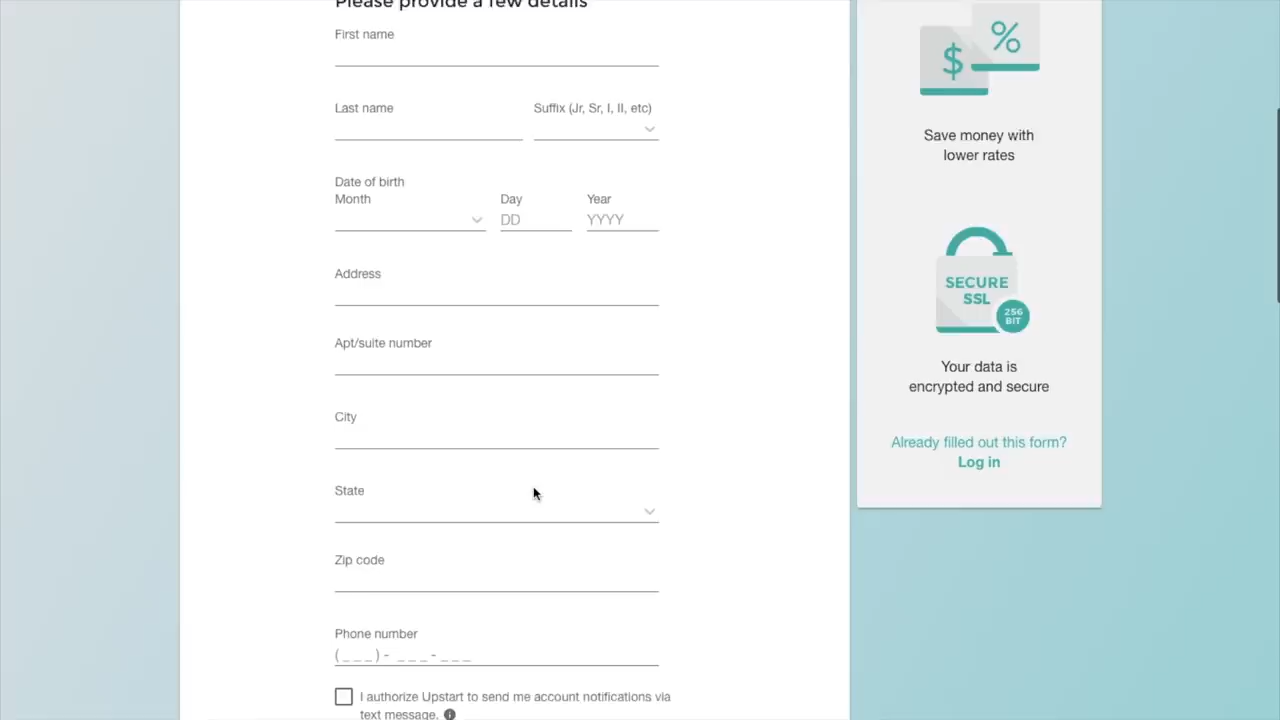 Please provide a few details
First name
Last name
Suffix (Jr, Sr, I, II, etc)
Date of birth
Month
Day
Year
DD
YYYY
Address
Apt/suite number
City
State
Zip code
Phone number
(___)- ___-___
I authorize Upstart to send me account notifications via
text message.
$
%
Save money with
lower rates
SECURE
SSL
256
BIT
Your data is
encrypted and secure
Already filled out this form?
Log in